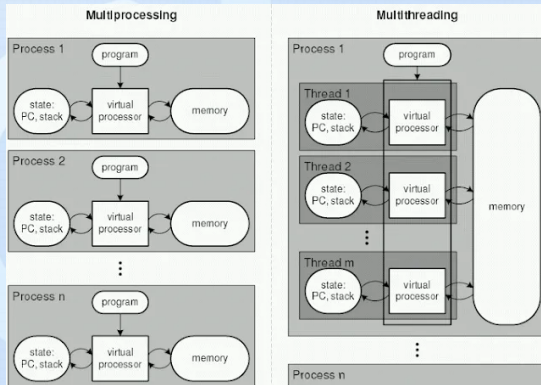 Multiprocessing
Process 1
program
state:
PC, stack
virtual
processor
memory
Process 2
program
state:
PC, stack
virtual
processor
memory
Process n
program
state:
PC, stack
virtual
processor
memory
Multithreading
Process 1
program
Thread 1
state:
PC, stack
virtual
processor
Thread 2
state:
PC, stack
virtual
processor
Thread m
state:
PC, stack
virtual
processor
memory
Process n